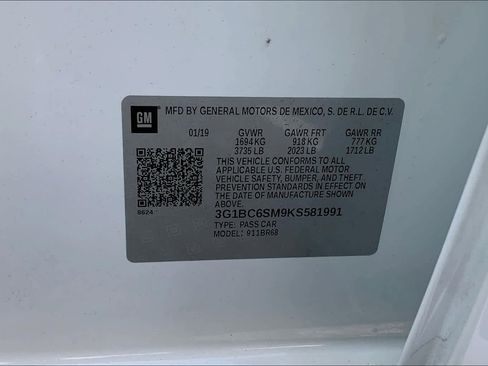 GM
MFD BY GENERAL MOTORS DE MEXICO, S. DE R.L. DE C.V.
01/19 GVWR GAWR FRT GAWR RR
1694 KG 918 KG 777 KG
3735 LB 2023 LB 1712 LB
THIS VEHICLE CONFORMS TO ALL
APPLICABLE U.S. FEDERAL MOTOR
VEHICLE SAFETY, BUMPER, AND THEFT
PREVENTION STANDARDS IN EFFECT ON
THE DATE OF MANUFACTURE SHOWN ABOVE.
8624 3G1BC6SM9KS581991
TYPE: PASS CAR
MODEL: 911BR68